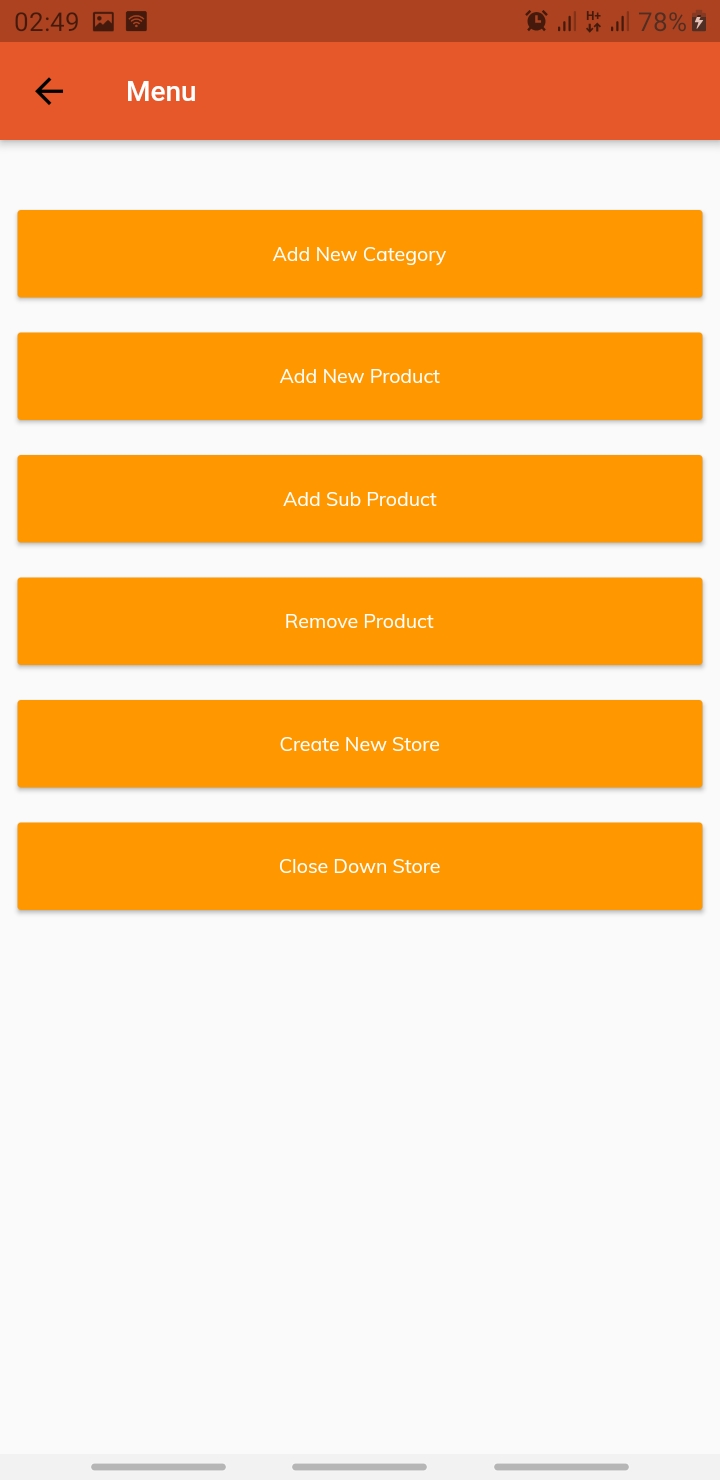 02:49 H+ 78%
Menu
Add New Category
Add New Product
Add Sub Product
Remove Product
Create New Store
Close Down Store